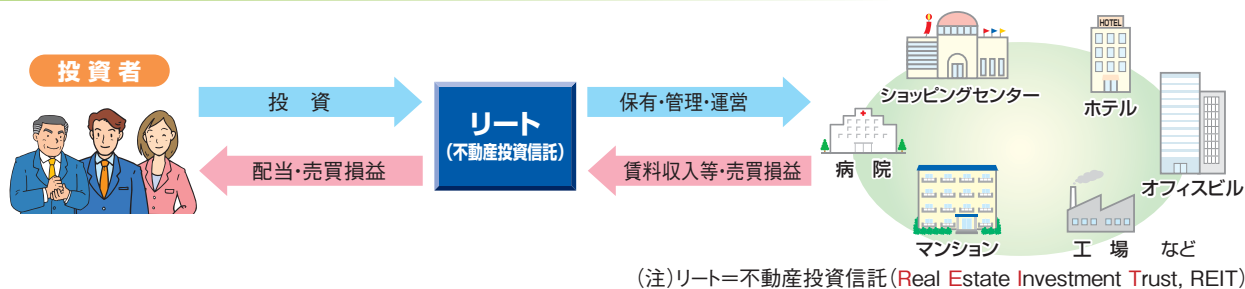 投資者
投 資
配当・売買損益
リート
(不動産投資信託)
保有・管理・運営
賃料収入等・売買損益
ショッピングセンター
HOTEL
ホテル
病 院
オフィスビル
マンション
工 場 など
(注)リート=不動産投資信託(Real Estate Investment Trust, REIT)